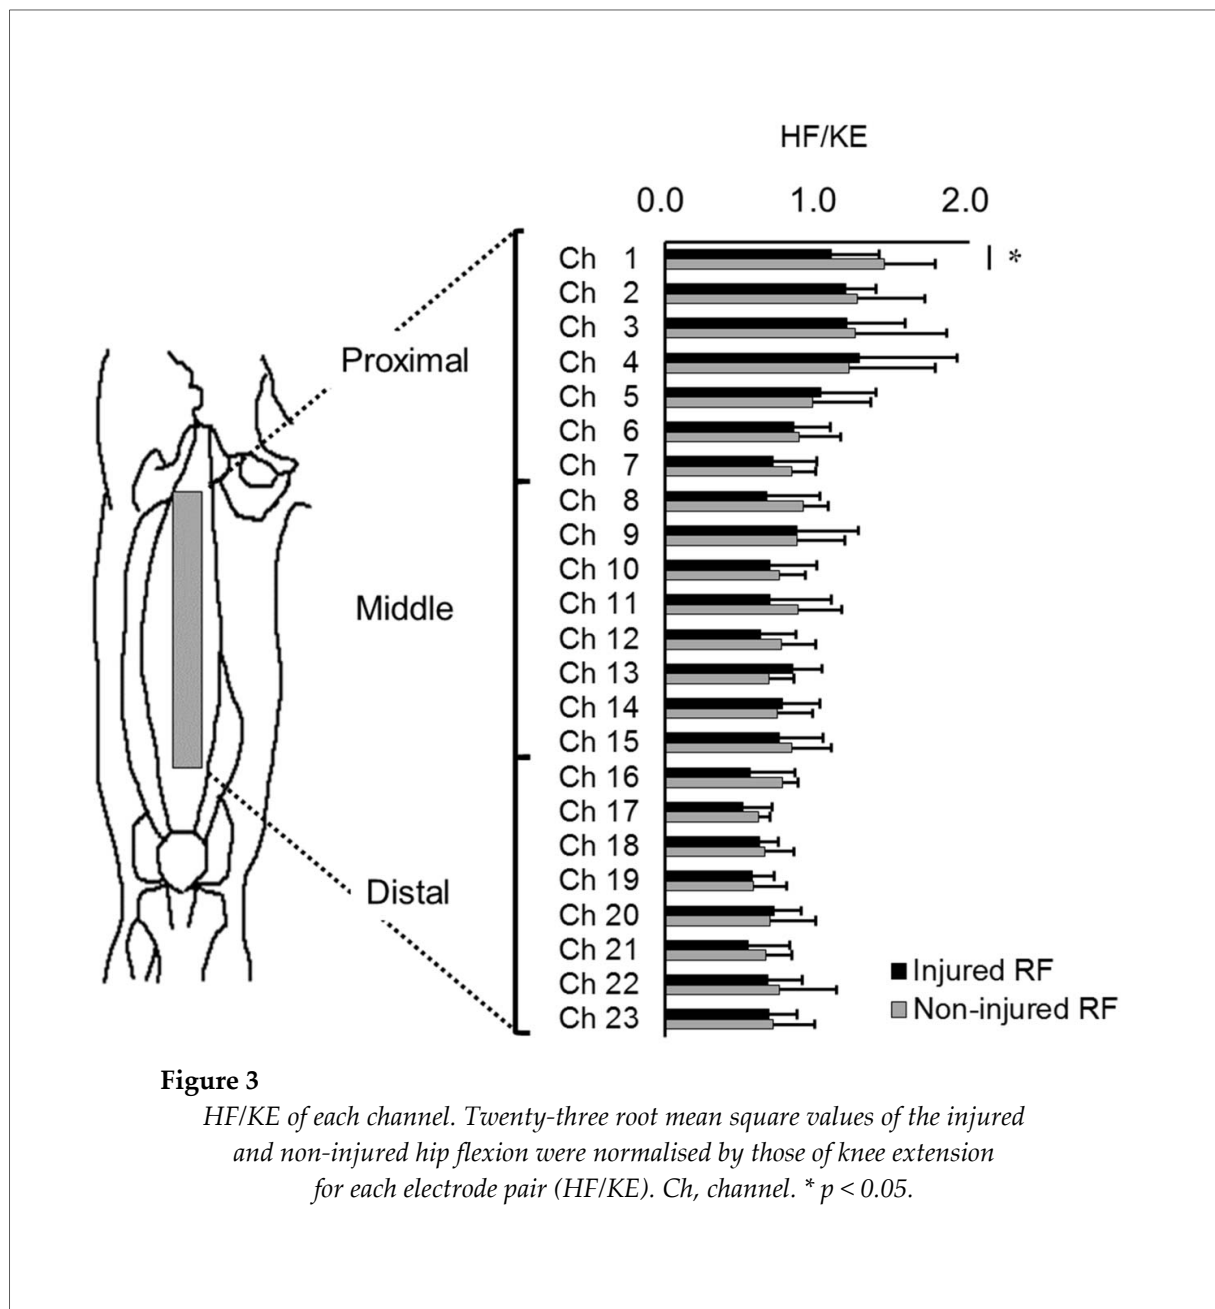 HF/KE
0.0 1.0 2.0
Ch 1 *
Ch 2
Ch 3
Proximal
Ch 4
Ch 5
Ch 6
Ch 7
Ch 8
Ch 9
Ch 10
Middle
Ch 11
Ch 12
Ch 13
Ch 14
Ch 15
Ch 16
Ch 17
Ch 18
Distal
Ch 19
Ch 20
Ch 21
Ch 22
Ch 23
Injured RF
Non-injured RF
Figure 3
HF/KE of each channel. Twenty-three root mean square values of the injured
and non-injured hip flexion were normalised by those of knee extension
for each electrode pair (HF/KE). Ch, channel. * p < 0.05.